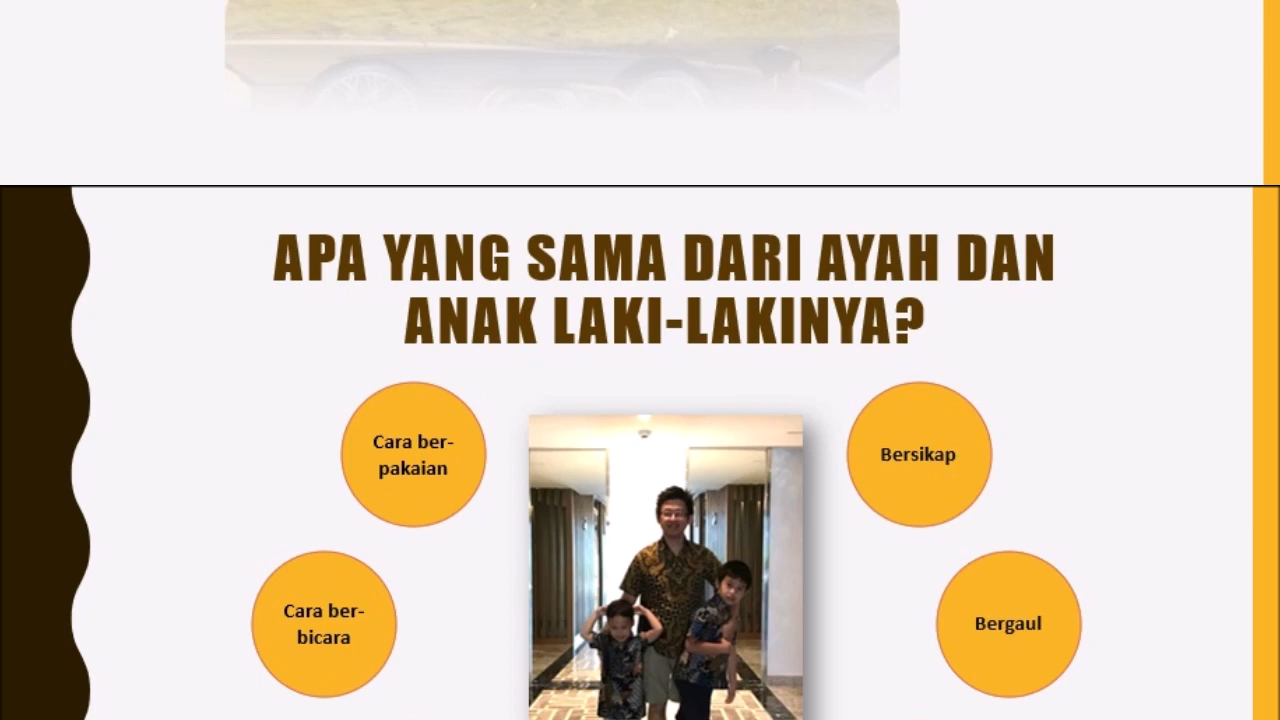 APA YANG SAMA DARI AYAH DAN
ANAK LAKI-LAKINYA?
Cara ber-
pakaian
Bersikap
Cara ber-
bicara
Bergaul